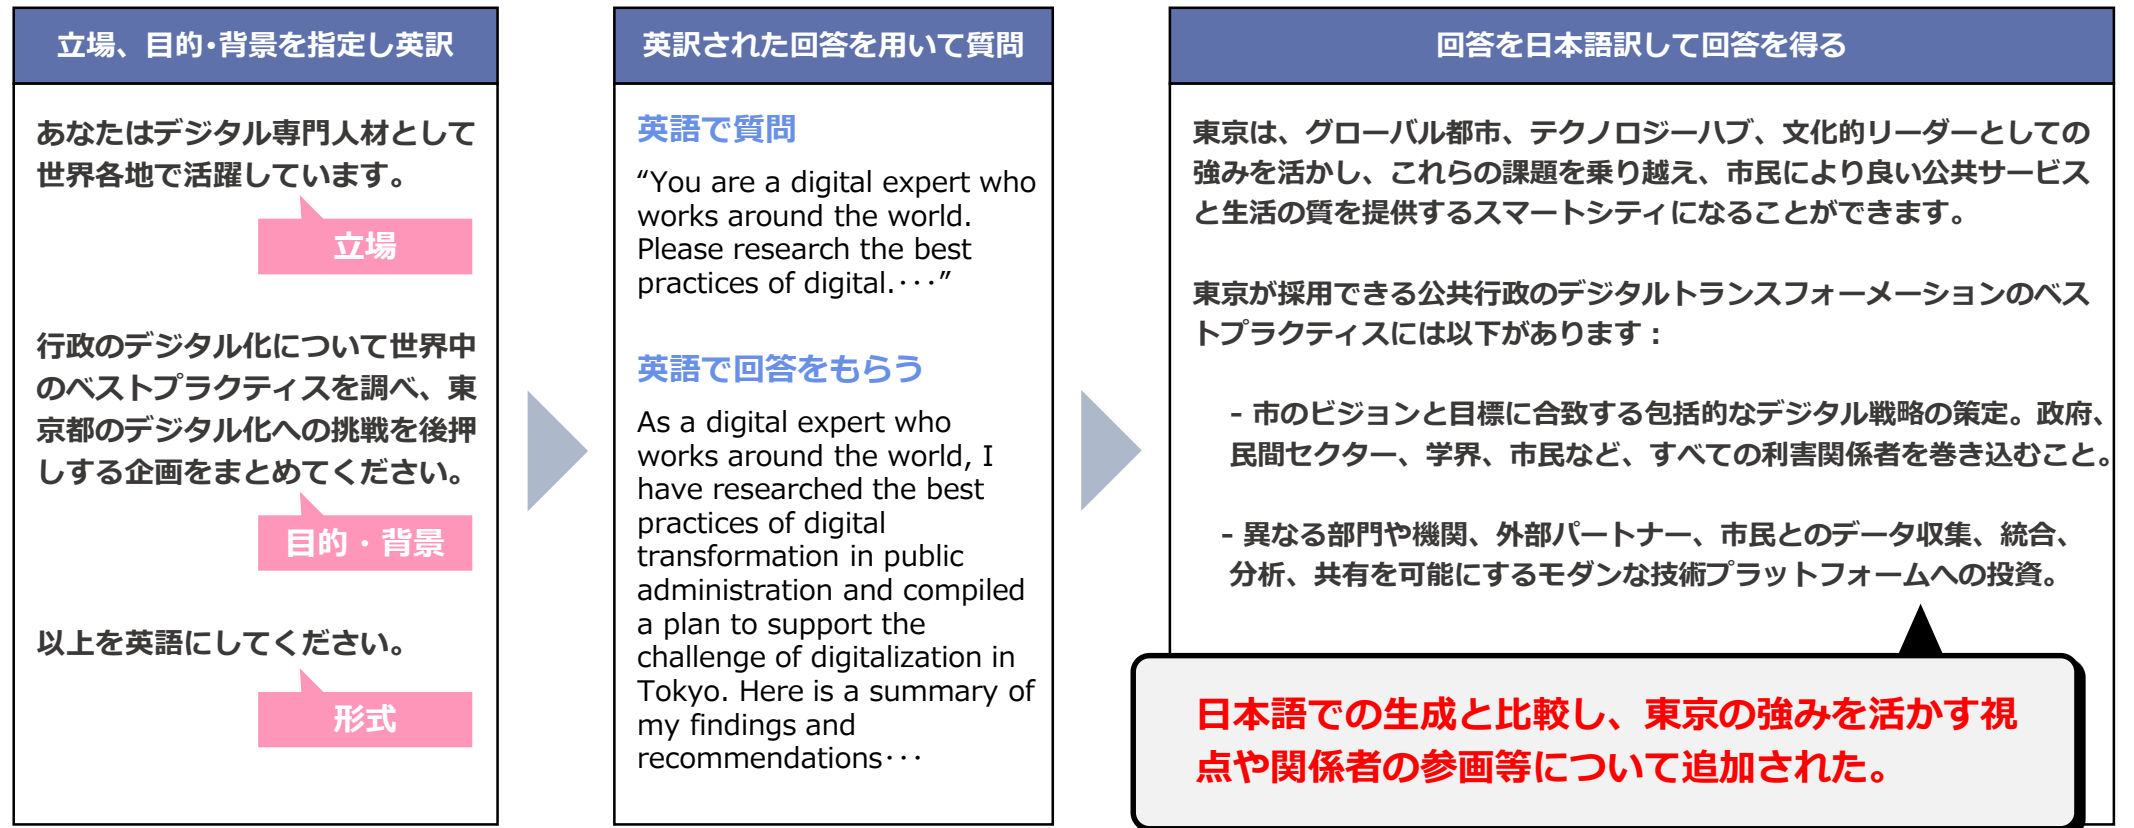 立場、目的･背景を指定し英訳
あなたはデジタル専門人材として
世界各地で活躍しています。
立場
行政のデジタル化について世界中
のベストプラクティスを調べ、東
京都のデジタル化への挑戦を後押
しする企画をまとめてください。
目的・背景
以上を英語にしてください。
形式
英訳された回答を用いて質問
英語で質問
“You are a digital expert who
works around the world.
Please research the best
practices of digital.･･･”
英語で回答をもらう
As a digital expert who
works around the world, I
have researched the best
practices of digital
transformation in public
administration and compiled
a plan to support the
challenge of digitalization in
Tokyo. Here is a summary of
my findings and
recommendations･･･
回答を日本語訳して回答を得る
東京は、グローバル都市、テクノロジーハブ、文化的リーダーとしての
強みを活かし、これらの課題を乗り越え、市民により良い公共サービス
と生活の質を提供するスマートシティになることができます。
東京が採用できる公共行政のデジタルトランスフォーメーションのベス
トプラクティスには以下があります：
- 市のビジョンと目標に合致する包括的なデジタル戦略の策定。政府、
民間セクター、学界、市民など、すべての利害関係者を巻き込むこと。
- 異なる部門や機関、外部パートナー、市民とのデータ収集、統合、
分析、共有を可能にするモダンな技術プラットフォームへの投資。
日本語での生成と比較し、東京の強みを活かす視
点や関係者の参画等について追加された。